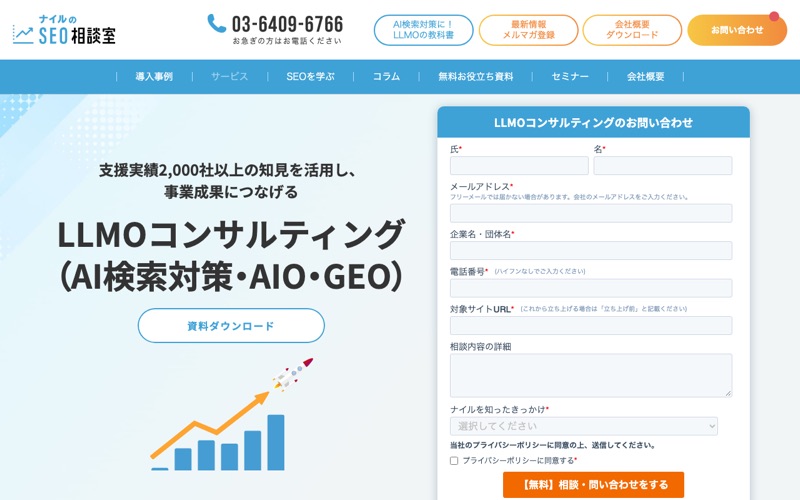 ナイルの
SEO相談室
03-6409-6766
お急ぎの方はお電話ください
AI検索対策に！
LLMOの教科書
最新情報
メルマガ登録
会社概要
ダウンロード
お問い合わせ
導入事例
サービス
SEOを学ぶ
コラム
無料お役立ち資料
セミナー
会社概要
支援実績2,000社以上の知見を活用し、
事業成果につなげる
LLMOコンサルティング
（AI検索対策・AIO・GEO）
資料ダウンロード
LLMOコンサルティングのお問い合わせ
氏*
名*
メールアドレス*
フリーメールでは届かない場合があります。会社のメールアドレスをご入力ください。
企業名・団体名*
電話番号* (ハイフンなしでご入力ください)
対象サイトURL* (これから立ち上げる場合は「立ち上げ前」と記載ください)
相談内容の詳細
ナイルを知ったきっかけ*
選択してください
当社のプライバシーポリシーに同意の上、送信してください。
プライバシーポリシーに同意する*
【無料】相談・問い合わせをする